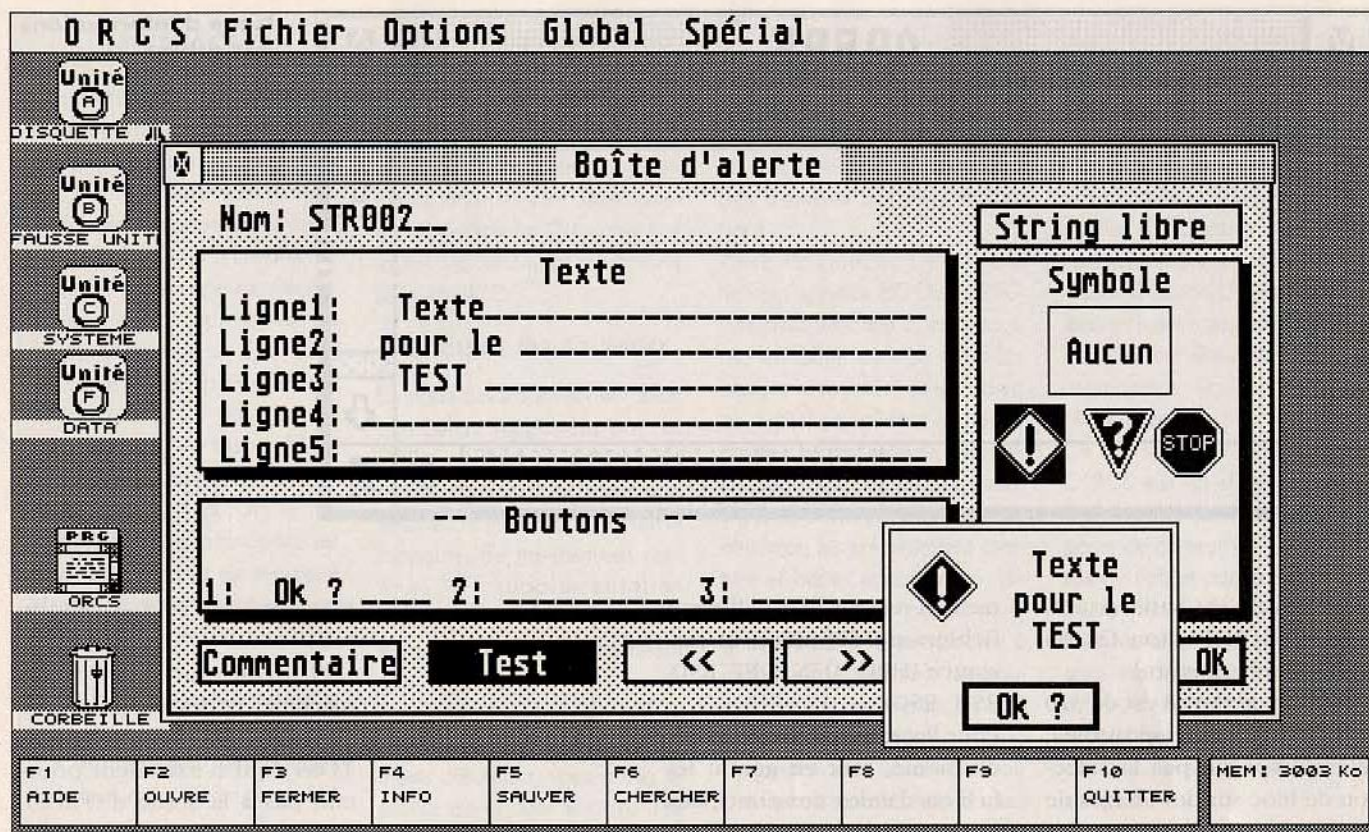 O R C S Fichier Options Global Spécial
Unité
A
DISQUETTE
Unité
B
FAUSSE UNIT
Unité
C
SYSTEME
Unité
F
DATA
PRG
ORCS
CORBEILLE
Boîte d'alerte
Nom: STR002__
String libre
Texte
Ligne1: Texte
Ligne2: pour le
Ligne3: TEST
Ligne4:
Ligne5:
Symbole
Aucun
! ? STOP
-- Boutons --
1: Ok ? 2: 3:
Commentaire Test << >> OK
!
Texte
pour le
TEST
Ok ?
F1 F2 F3 F4 F5 F6 F7 F8 F9 F10
AIDE OUVRE FERMER INFO SAUVER CHERCHER QUITTER
MEM: 3003 Ko